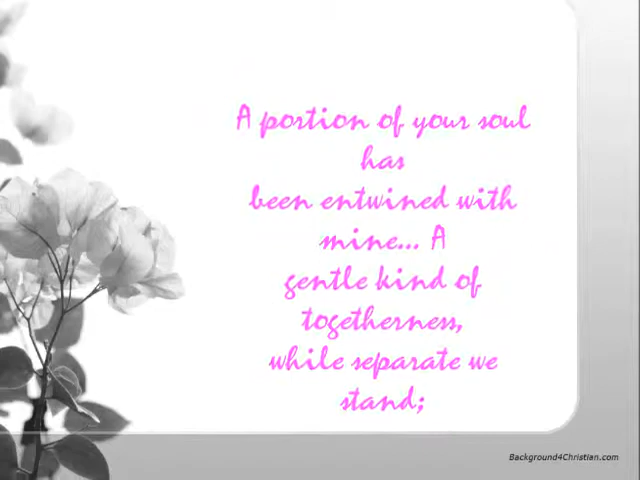 A portion of your soul
has
been entwined with
mine... A
gentle kind of
togetherness,
while separate we
stand;
Background4Christian.com